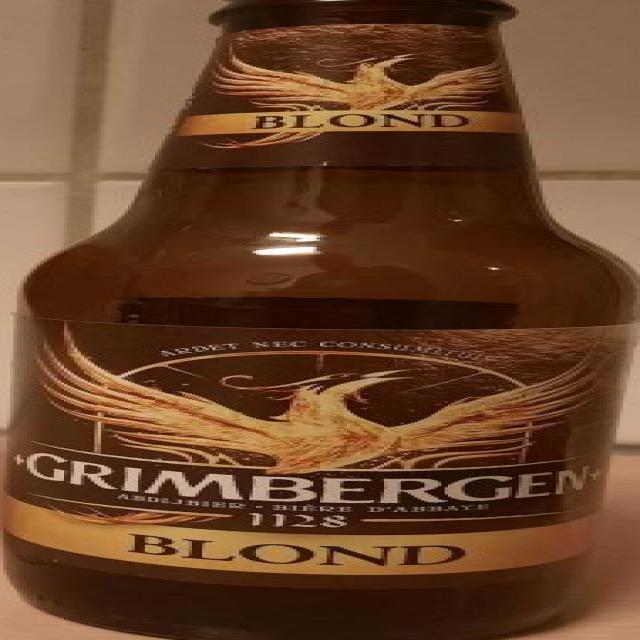 BLOND
ARDET NEC CONSUMITUR
GRIMBERGEN
ABDIJBIER - BIÈRE D'ABBAYE
1128
BLOND